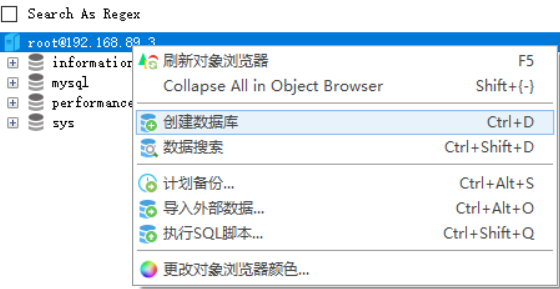 Search As Regex
root@192.168.89.3
刷新对象浏览器 F5
information
Collapse All in Object Browser Shift+{-}
mysql
performance
创建数据库 Ctrl+D
sys
数据搜索 Ctrl+Shift+D
计划备份... Ctrl+Alt+S
导入外部数据... Ctrl+Alt+O
执行SQL脚本... Ctrl+Shift+Q
更改对象浏览器颜色...